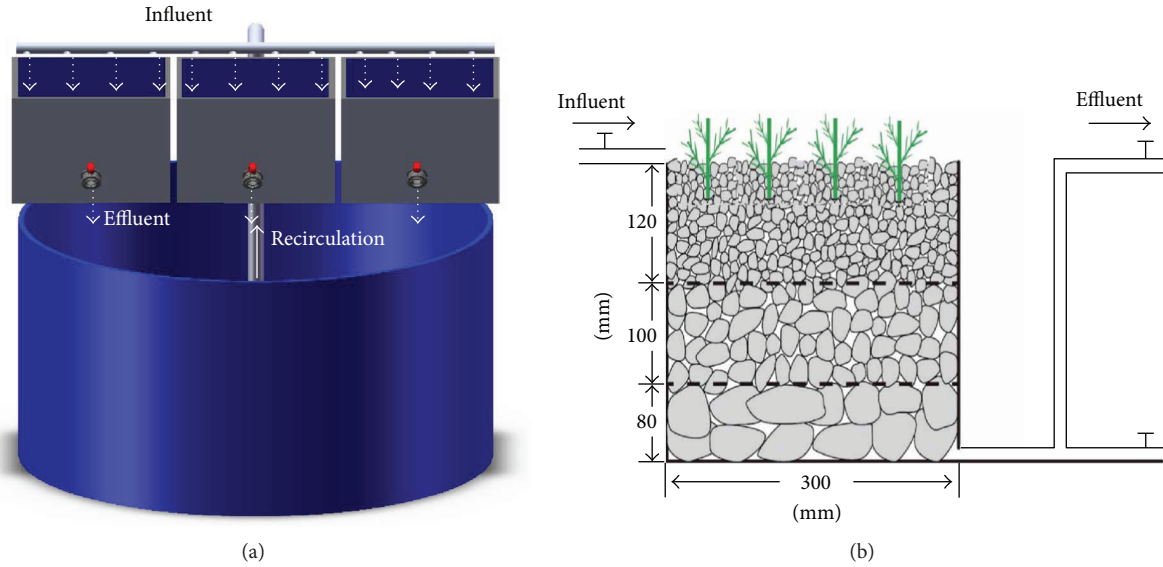 Influent
Effluent
Recirculation
(a)
Influent
Effluent
120
100
(mm)
80
300
(mm)
(b)